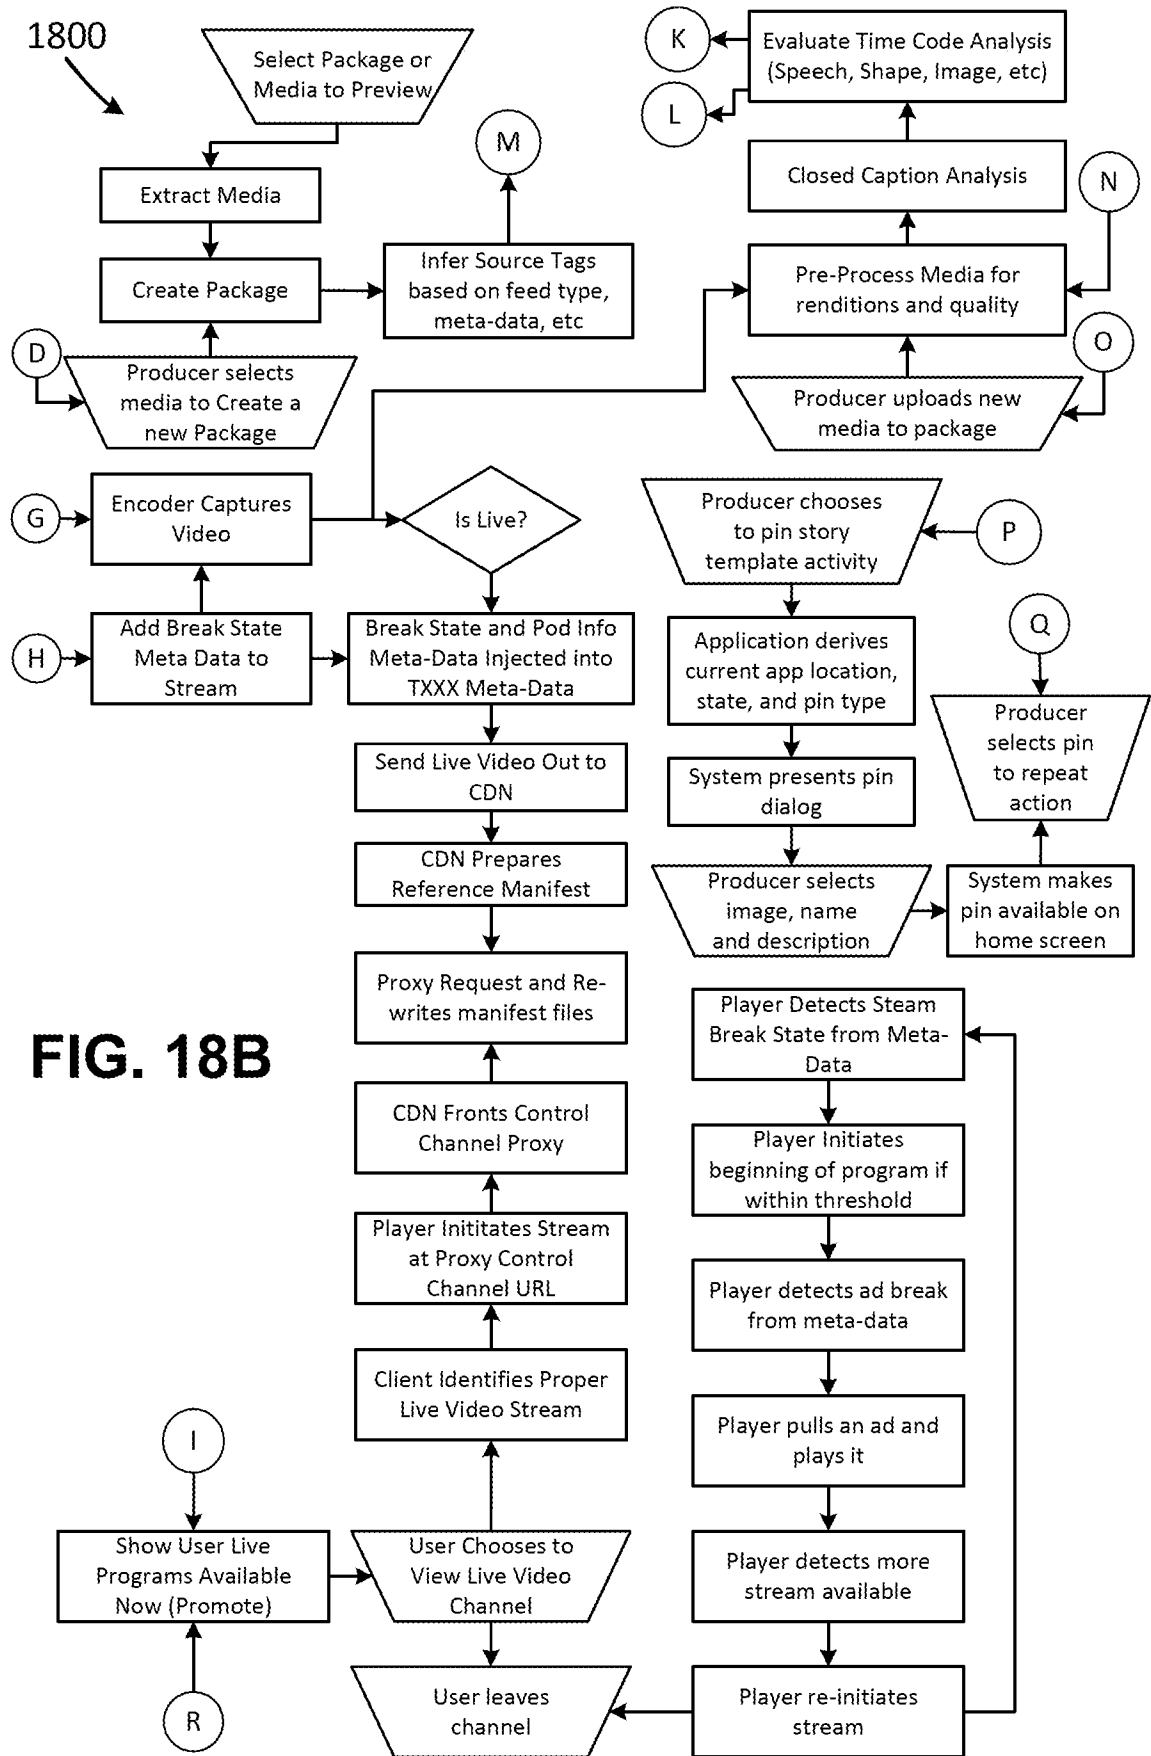 1800
Select Package or
Media to Preview
Extract Media
Create Package
Infer Source Tags
based on feed type,
meta-data, etc
M
D
Producer selects
media to Create a
new Package
K
L
Evaluate Time Code Analysis
(Speech, Shape, Image, etc)
Closed Caption Analysis
N
Pre-Process Media for
renditions and quality
O
Producer uploads new
media to package
G
Encoder Captures
Video
Is Live?
H
Add Break State
Meta Data to
Stream
Break State and Pod Info
Meta-Data Injected into
TXXX Meta-Data
Send Live Video Out to
CDN
CDN Prepares
Reference Manifest
Proxy Request and Re-
writes manifest files
CDN Fronts Control
Channel Proxy
Player Inititates Stream
at Proxy Control
Channel URL
Client Identifies Proper
Live Video Stream
I
Show User Live
Programs Available
Now (Promote)
R
User Chooses to
View Live Video
Channel
User leaves
channel
Producer chooses
to pin story
template activity
P
Application derives
current app location,
state, and pin type
System presents pin
dialog
Producer selects
image, name
and description
System makes
pin available on
home screen
Q
Producer
selects pin
to repeat
action
Player Detects Steam
Break State from Meta-
Data
Player Initiates
beginning of program if
within threshold
Player detects ad break
from meta-data
Player pulls an ad and
plays it
Player detects more
stream available
Player re-initiates
stream
FIG. 18B